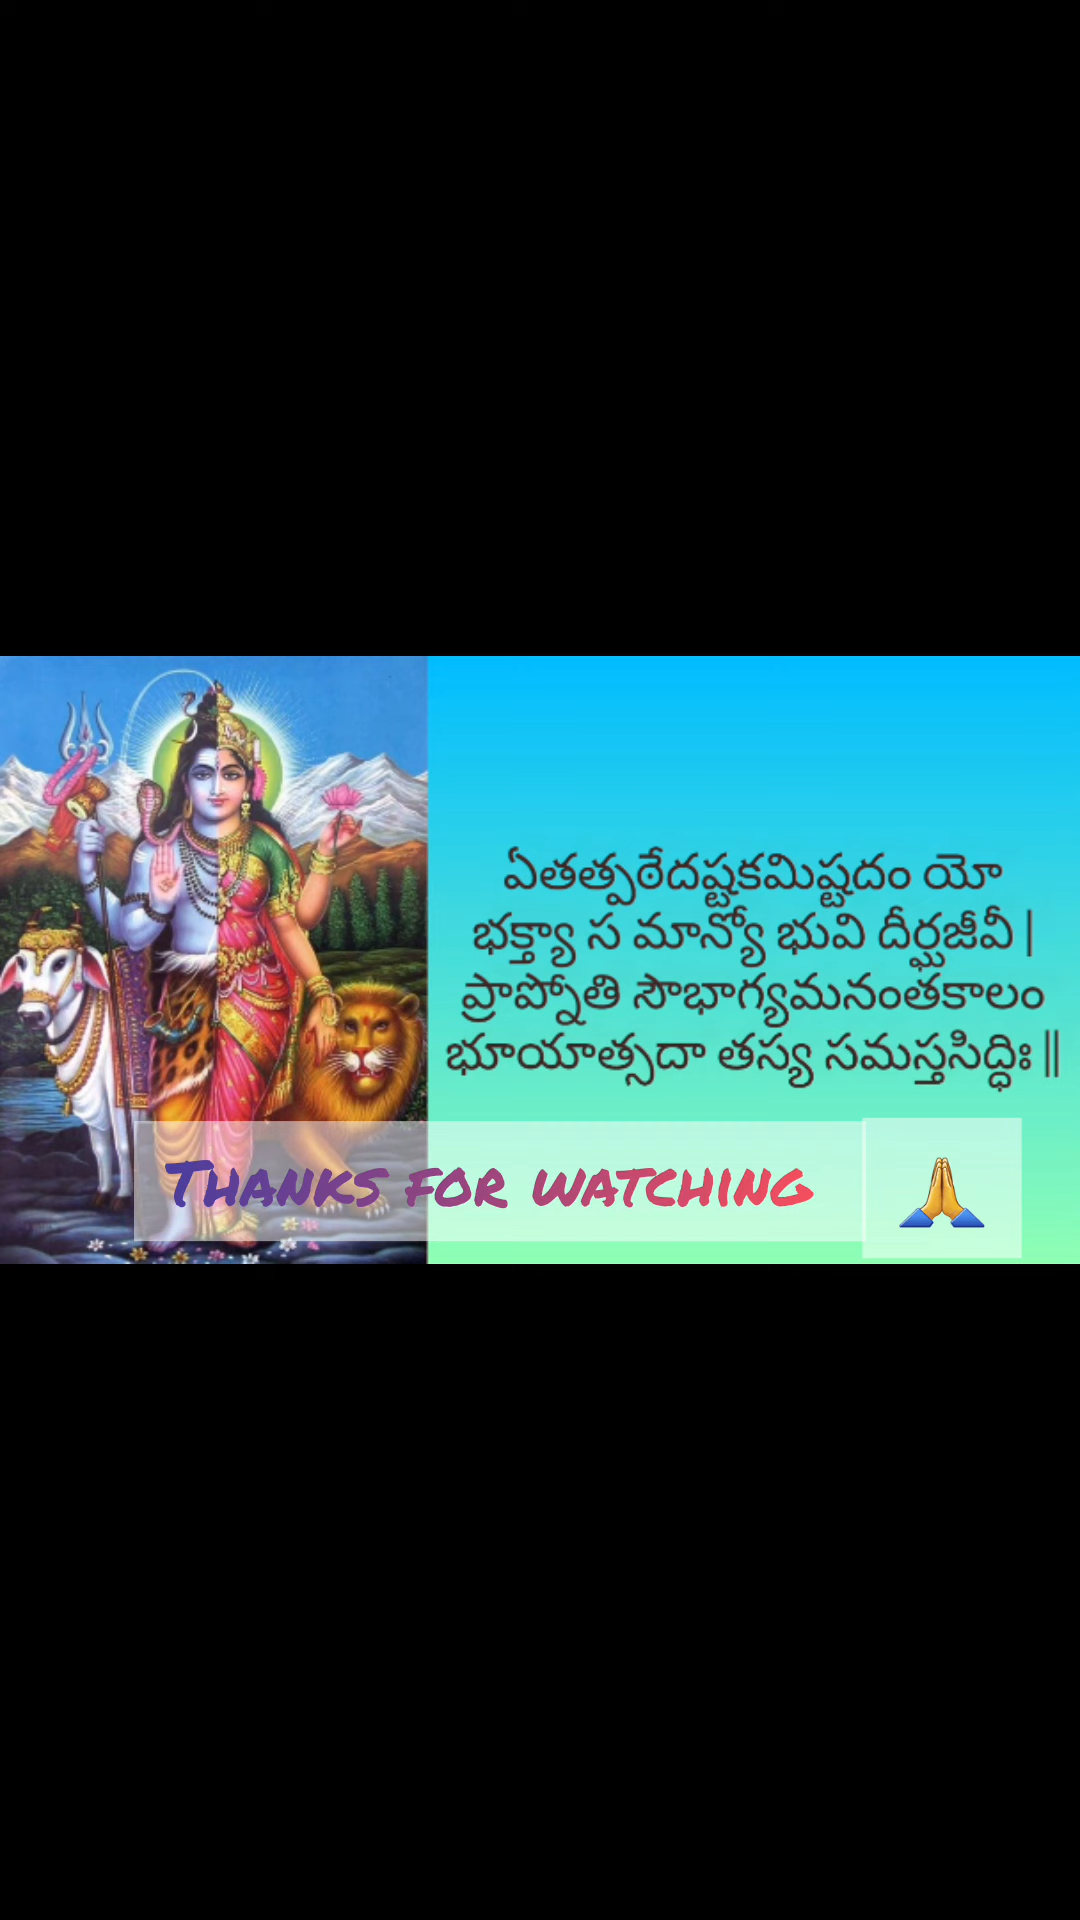 ఏతత్పఠేదష్టకమిష్టదం యో
భక్త్యా స మాన్యో భువి దీర్ఘజీవీ |
ప్రాప్నోతి సౌభాగ్యమనంతకాలం
భూయాత్సదా తస్య సమస్తసిద్ధిః ||
THANKS FOR WATCHING 🙏